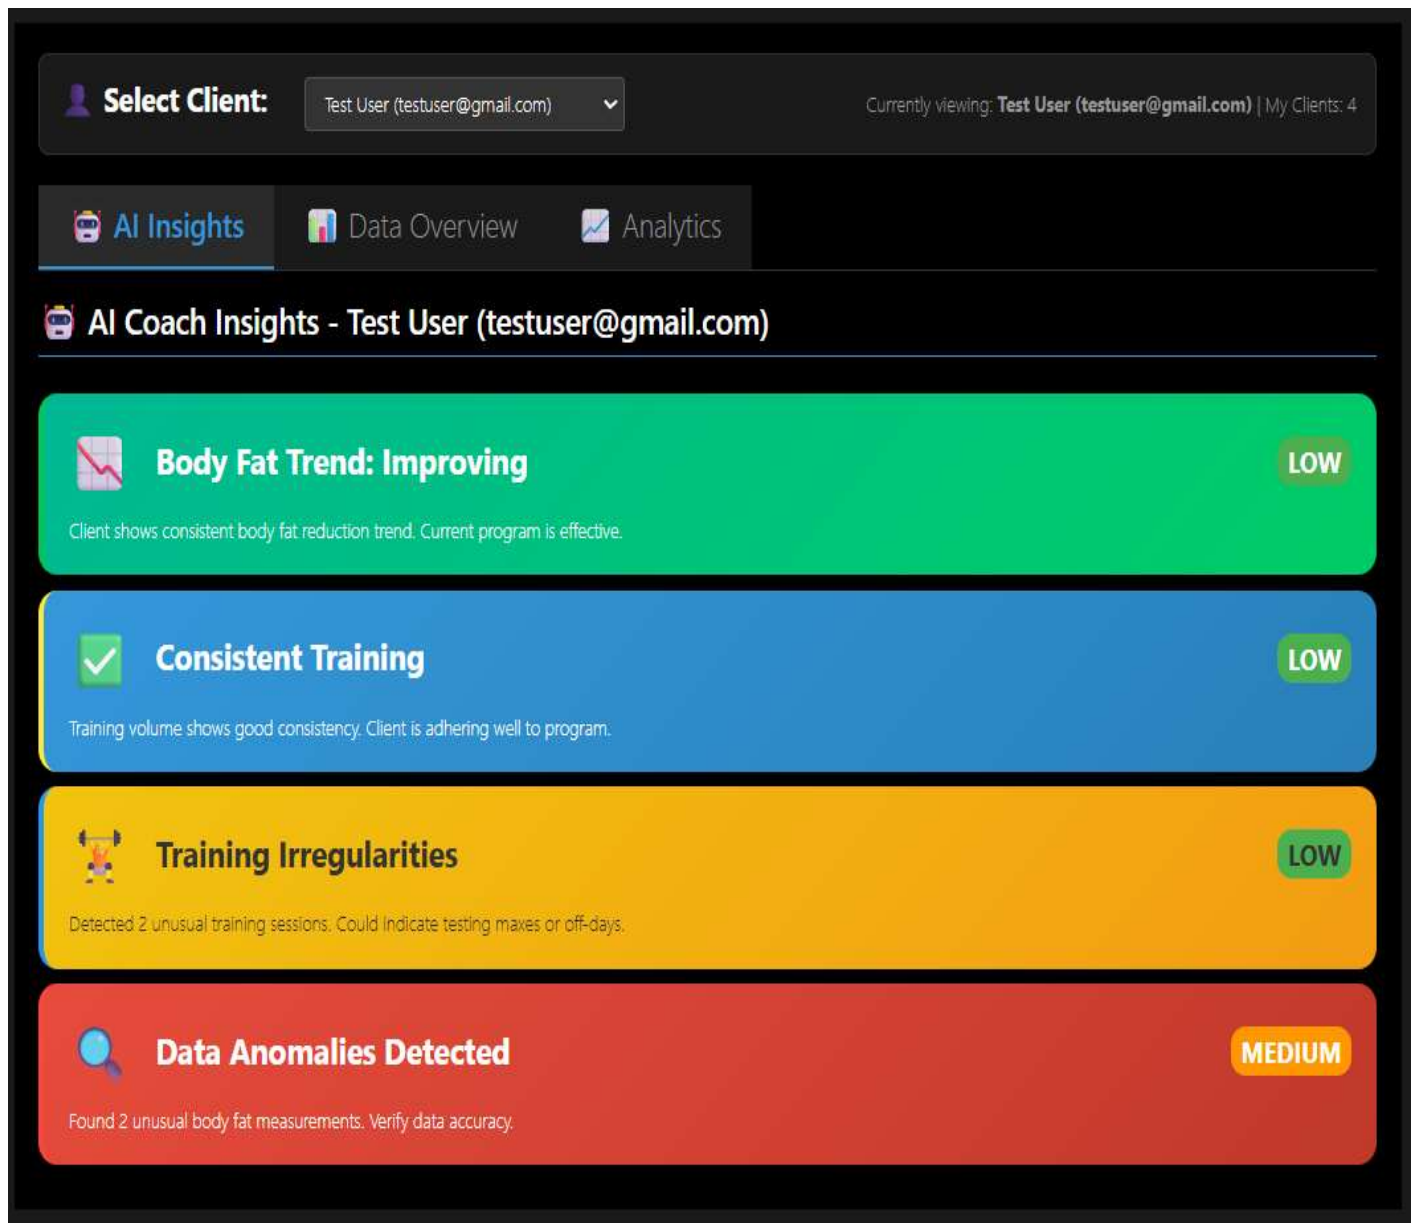 Select Client:
Test User (testuser@gmail.com)
Currently viewing: Test User (testuser@gmail.com) | My Clients: 4
AI Insights
Data Overview
Analytics
AI Coach Insights - Test User (testuser@gmail.com)
Body Fat Trend: Improving
LOW
Client shows consistent body fat reduction trend. Current program is effective.
Consistent Training
LOW
Training volume shows good consistency. Client is adhering well to program.
Training Irregularities
LOW
Detected 2 unusual training sessions. Could indicate testing maxes or off-days.
Data Anomalies Detected
MEDIUM
Found 2 unusual body fat measurements. Verify data accuracy.